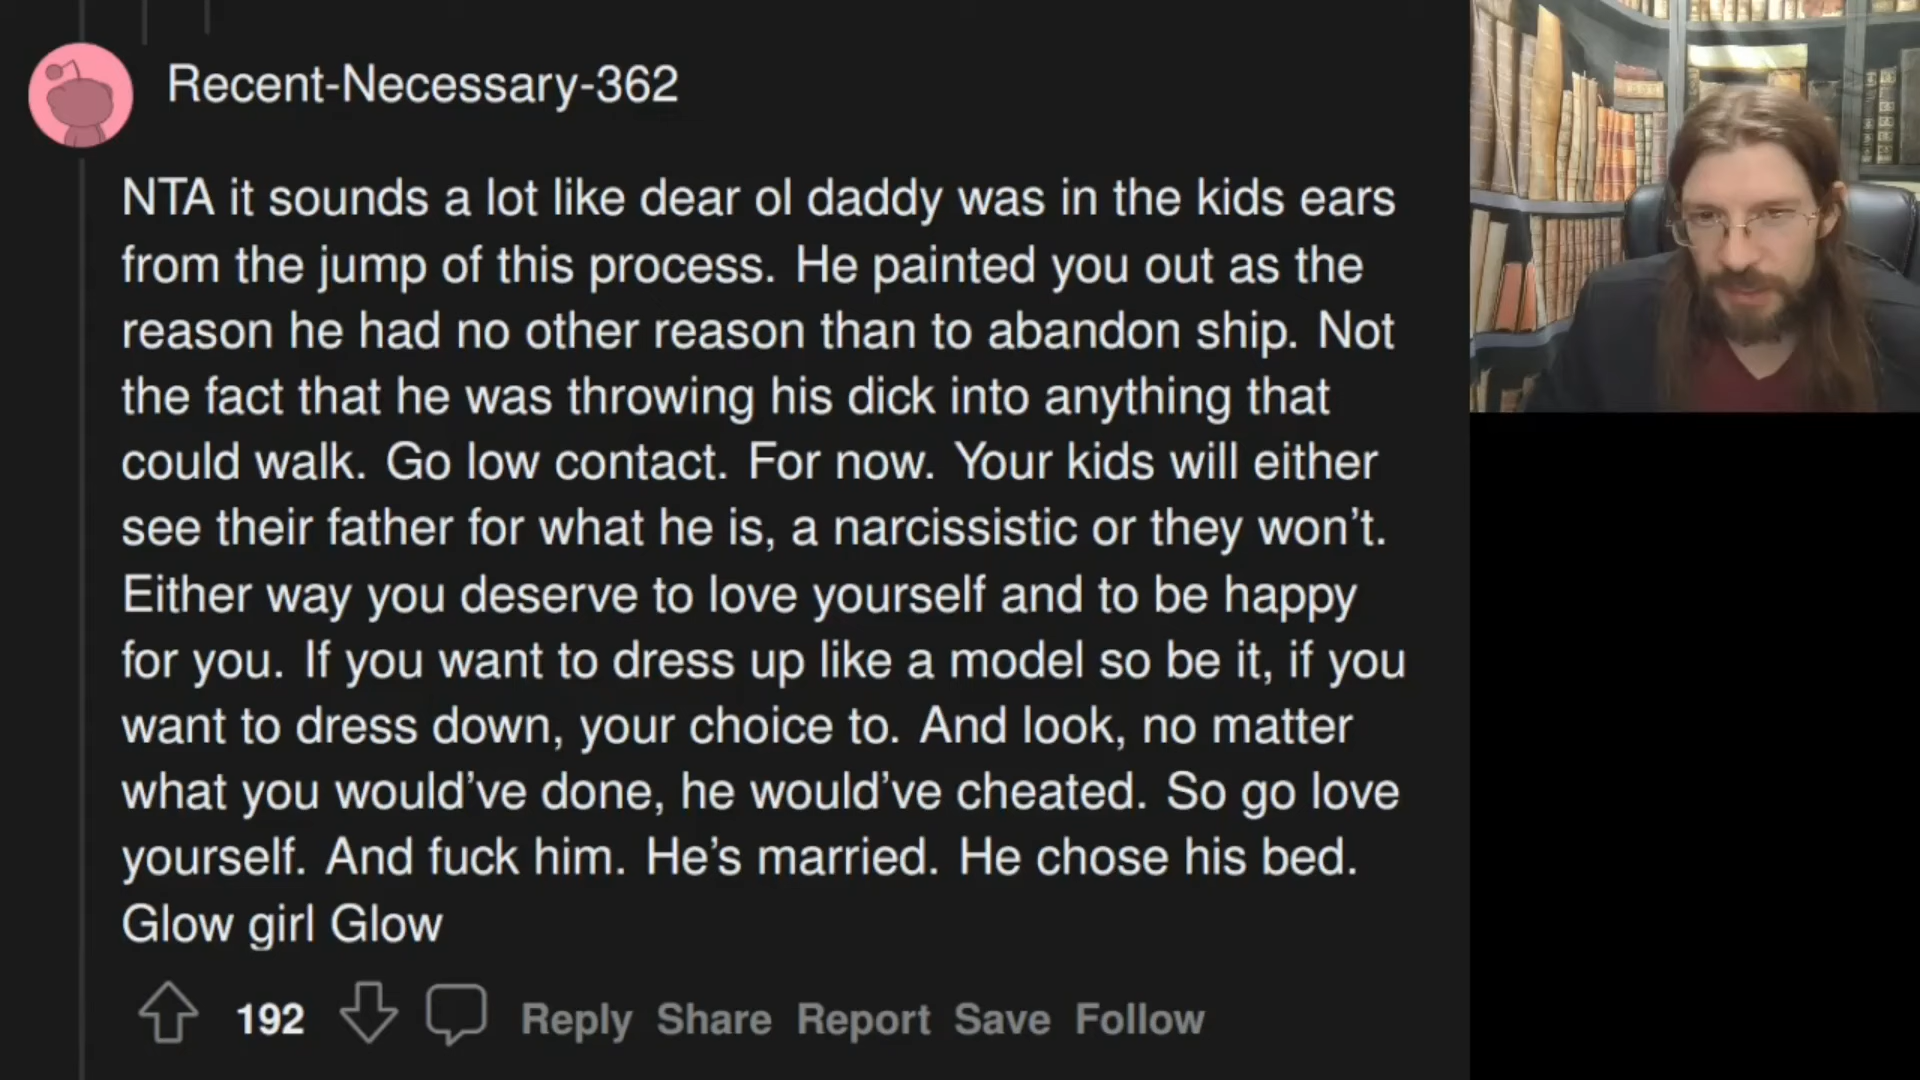 Recent-Necessary-362
NTA it sounds a lot like dear ol daddy was in the kids ears
from the jump of this process. He painted you out as the
reason he had no other reason than to abandon ship. Not
the fact that he was throwing his dick into anything that
could walk. Go low contact. For now. Your kids will either
see their father for what he is, a narcissistic or they won’t.
Either way you deserve to love yourself and to be happy
for you. If you want to dress up like a model so be it, if you
want to dress down, your choice to. And look, no matter
what you would’ve done, he would’ve cheated. So go love
yourself. And fuck him. He’s married. He chose his bed.
Glow girl Glow
192 Reply Share Report Save Follow